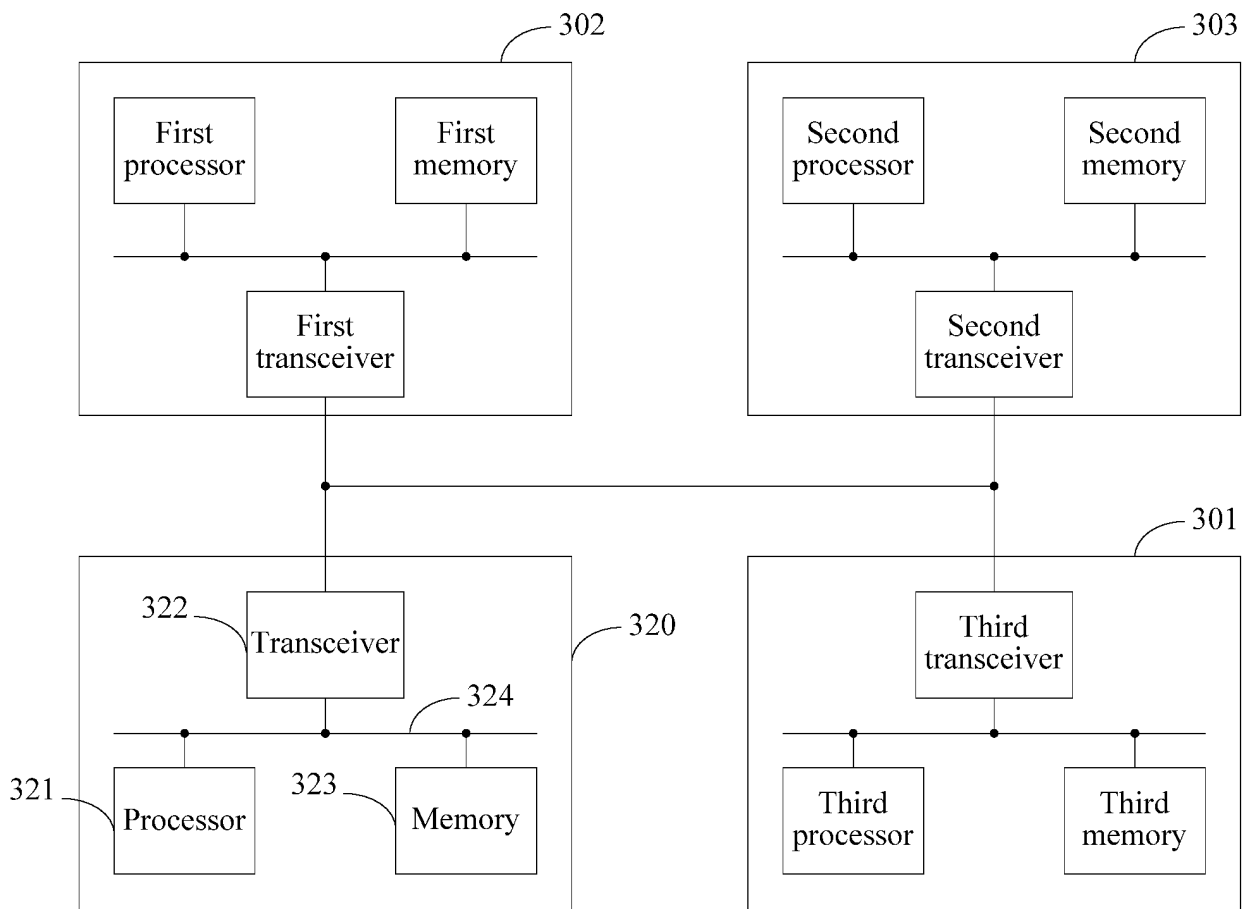 302
303
First
processor
First
memory
Second
processor
Second
memory
First
transceiver
Second
transceiver
301
322
Transceiver
320
Third
transceiver
324
321
Processor
323
Memory
Third
processor
Third
memory